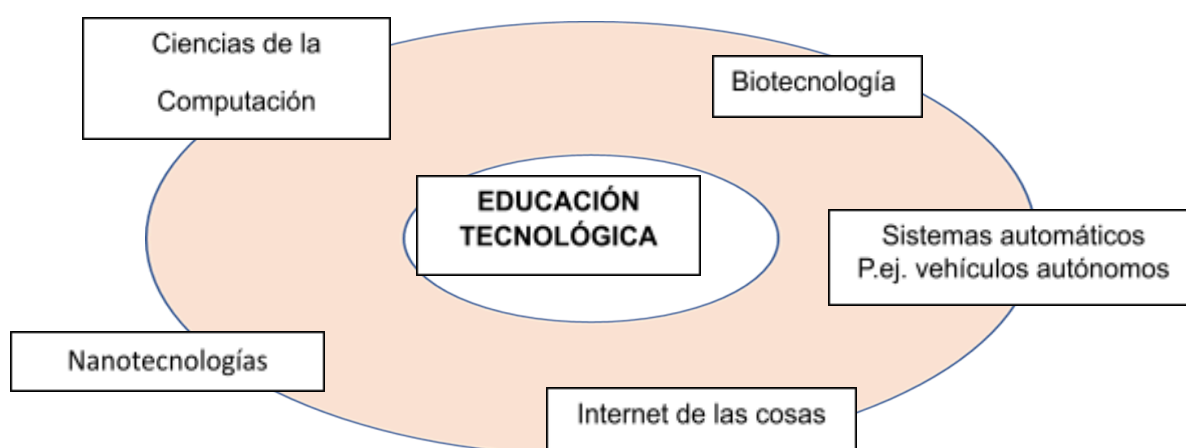 Ciencias de la
Computación
Biotecnología
EDUCACIÓN
TECNOLÓGICA
Sistemas automáticos
P.ej. vehículos autónomos
Nanotecnologías
Internet de las cosas